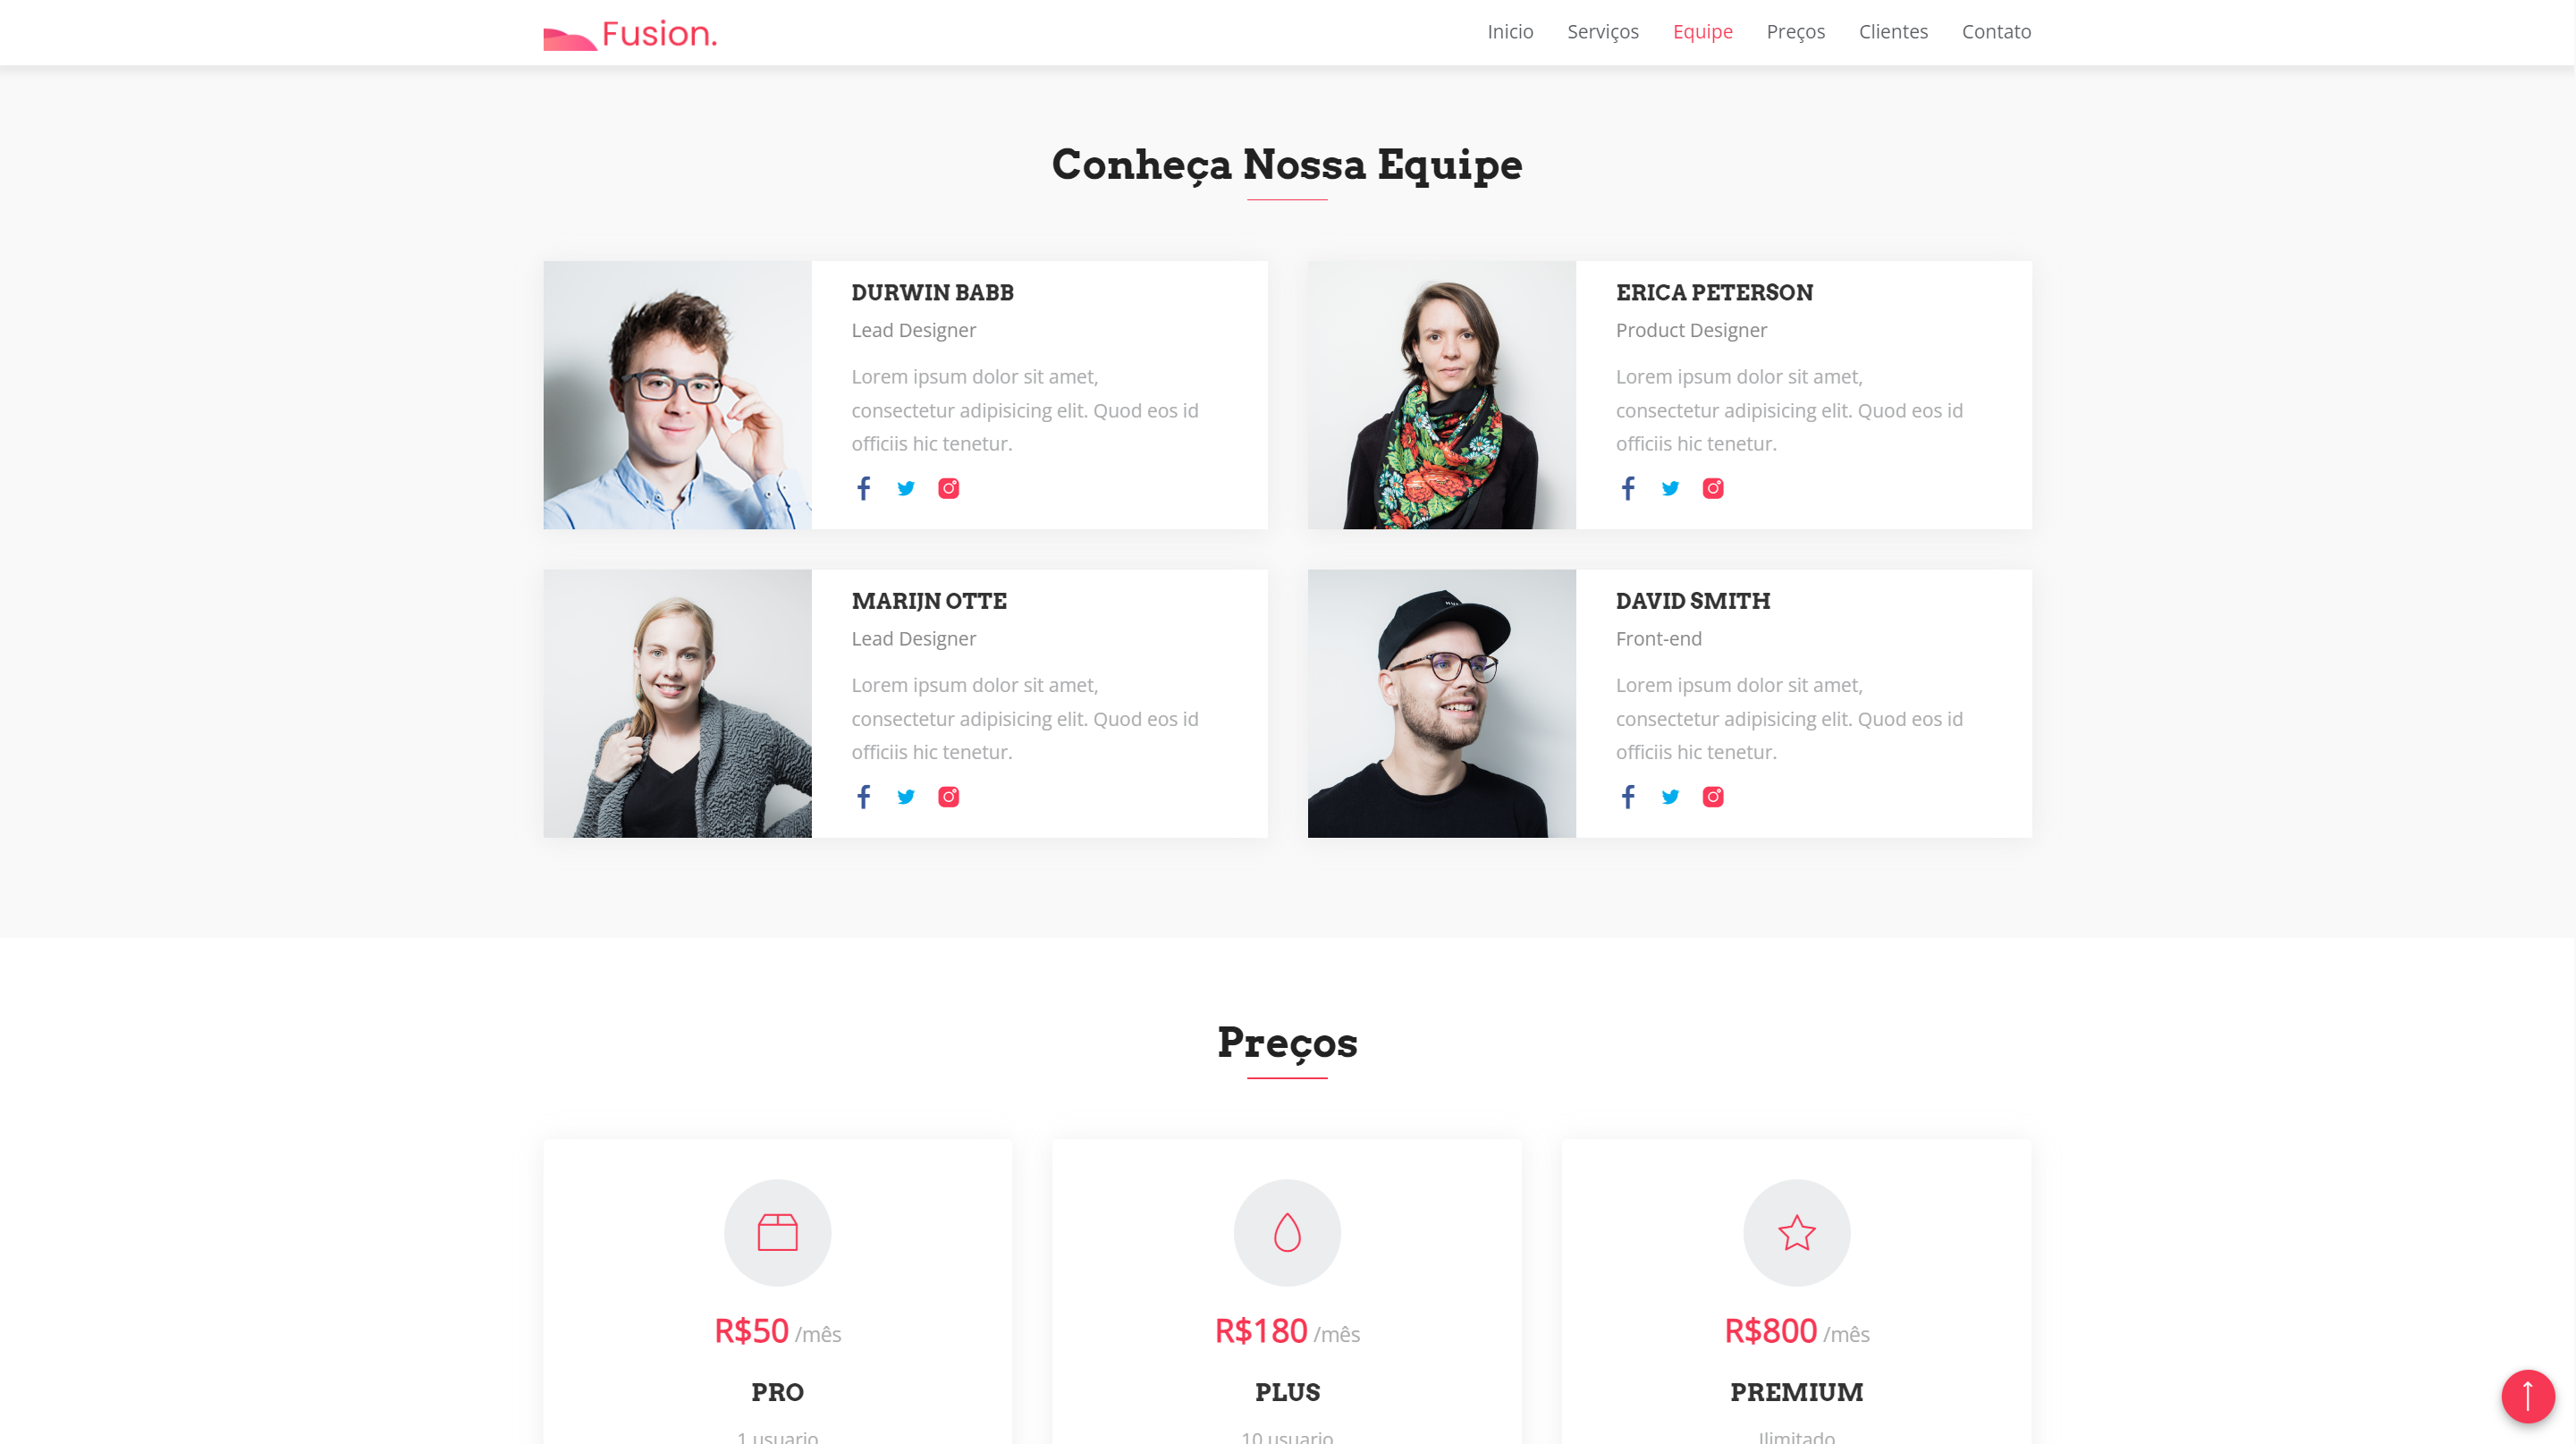 Fusion.
Inicio Serviços Equipe Preços Clientes Contato
Conheça Nossa Equipe
DURWIN BABB
Lead Designer
Lorem ipsum dolor sit amet,
consectetur adipisicing elit. Quod eos id
officiis hic tenetur.
ERICA PETERSON
Product Designer
Lorem ipsum dolor sit amet,
consectetur adipisicing elit. Quod eos id
officiis hic tenetur.
MARIJN OTTE
Lead Designer
Lorem ipsum dolor sit amet,
consectetur adipisicing elit. Quod eos id
officiis hic tenetur.
DAVID SMITH
Front-end
Lorem ipsum dolor sit amet,
consectetur adipisicing elit. Quod eos id
officiis hic tenetur.
Preços
R$50 /mês
PRO
1 usuario
R$180 /mês
PLUS
10 usuario
R$800 /mês
PREMIUM
Ilimitado